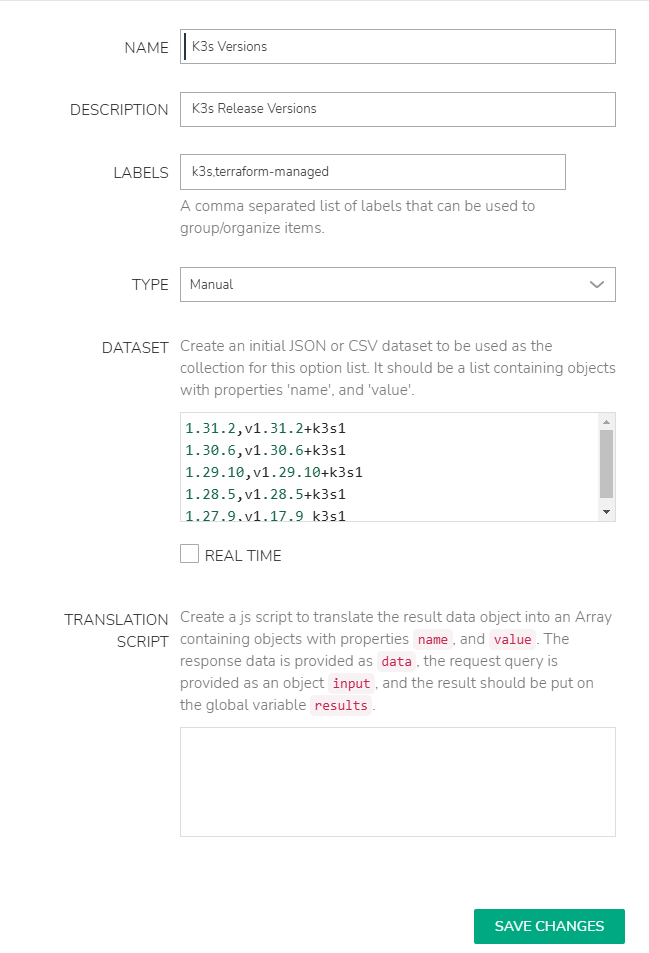 NAME
K3s Versions
DESCRIPTION
K3s Release Versions
LABELS
k3s,terraform-managed
A comma separated list of labels that can be used to
group/organize items.
TYPE
Manual
DATASET
Create an initial JSON or CSV dataset to be used as the
collection for this option list. It should be a list containing objects
with properties 'name', and 'value'.
1.31.2,v1.31.2+k3s1
1.30.6,v1.30.6+k3s1
1.29.10,v1.29.10+k3s1
1.28.5,v1.28.5+k3s1
1.27.9,v1.17.9 k3s1
REAL TIME
TRANSLATION
SCRIPT
Create a js script to translate the result data object into an Array
containing objects with properties name, and value. The
response data is provided as data, the request query is
provided as an object input, and the result should be put on
the global variable results.
SAVE CHANGES